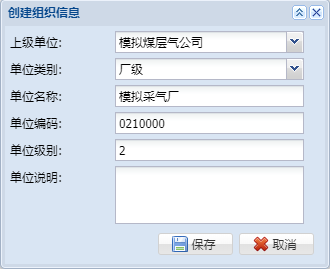 创建组织信息
上级单位: 模拟煤层气公司
单位类别: 厂级
单位名称: 模拟采气厂
单位编码: 0210000
单位级别: 2
单位说明:
保存 取消